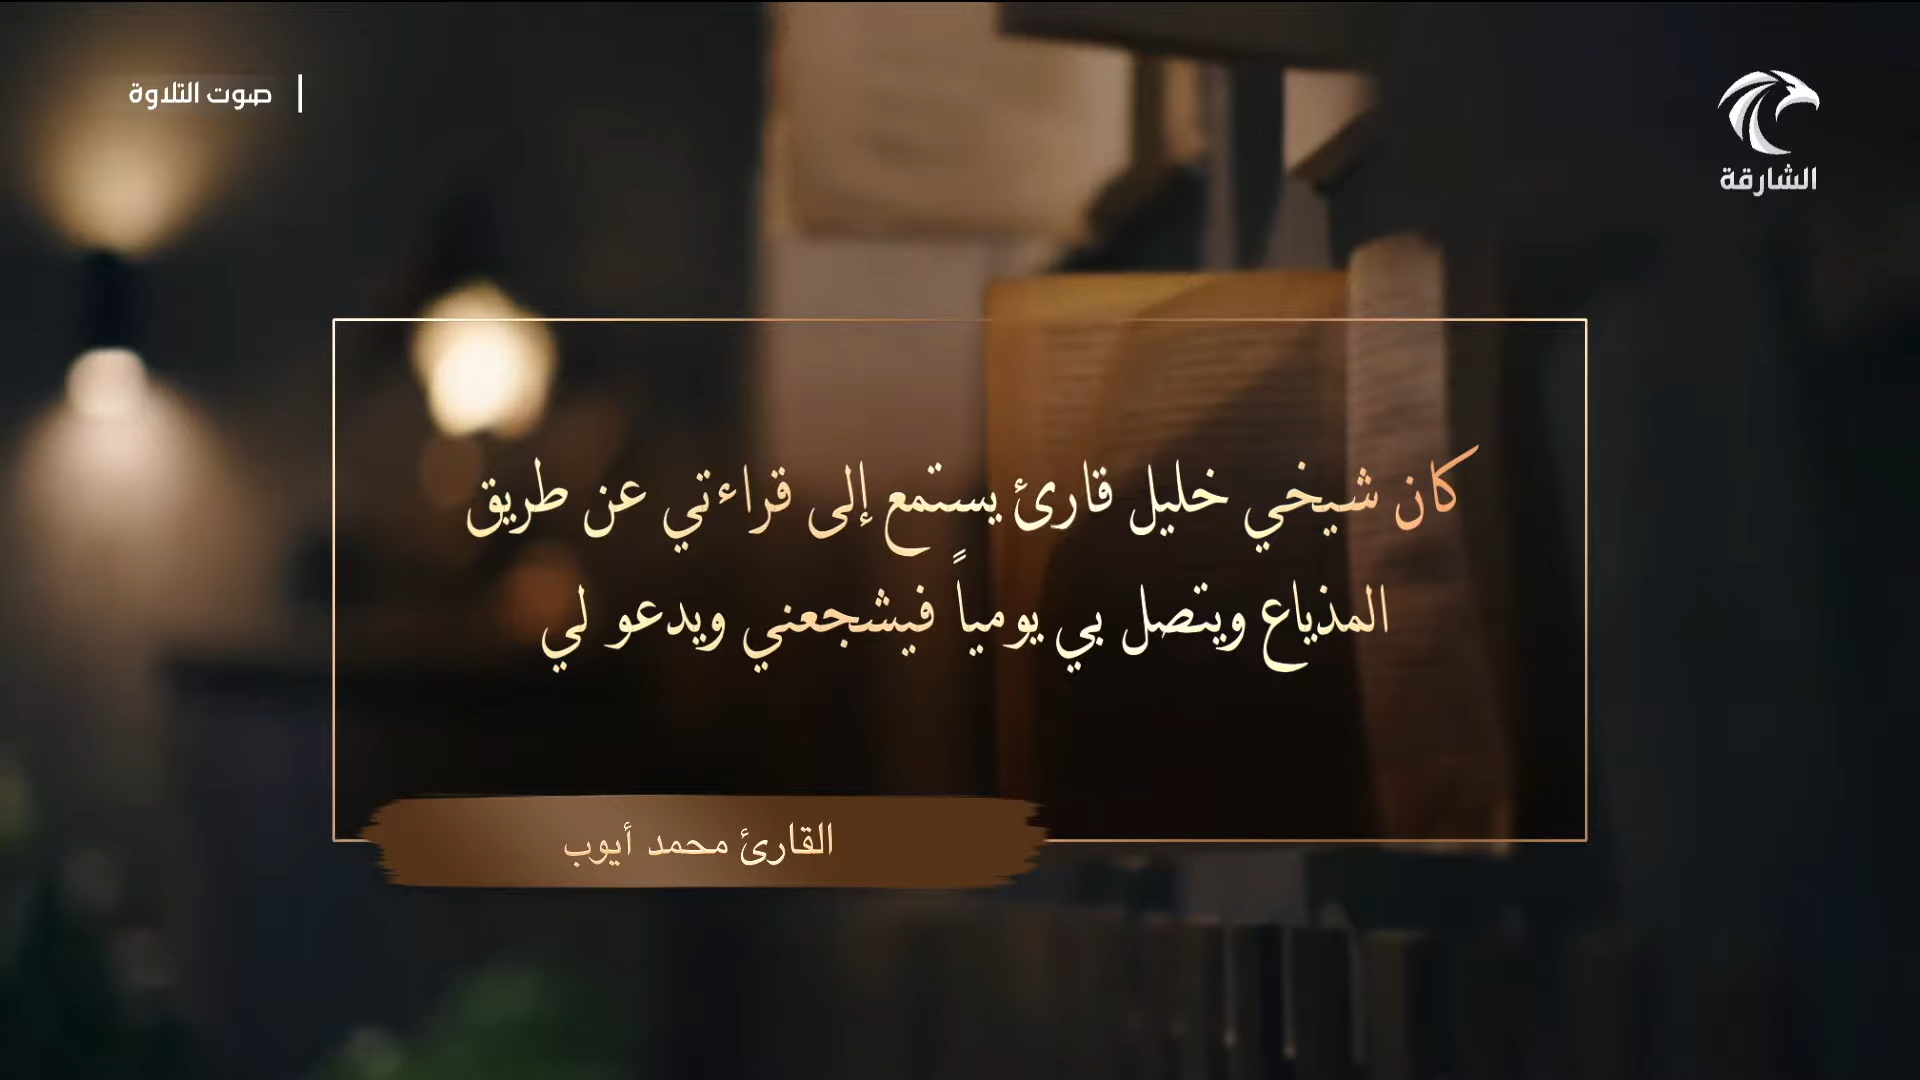 صوت التلاوة
الشارقة
كان شيخي خليل قارئ يستمع إلى قراءتي عن طريق
المذياع ويتصل بي يومياً فيشجعني ويدعو لي
القارئ محمد أيوب